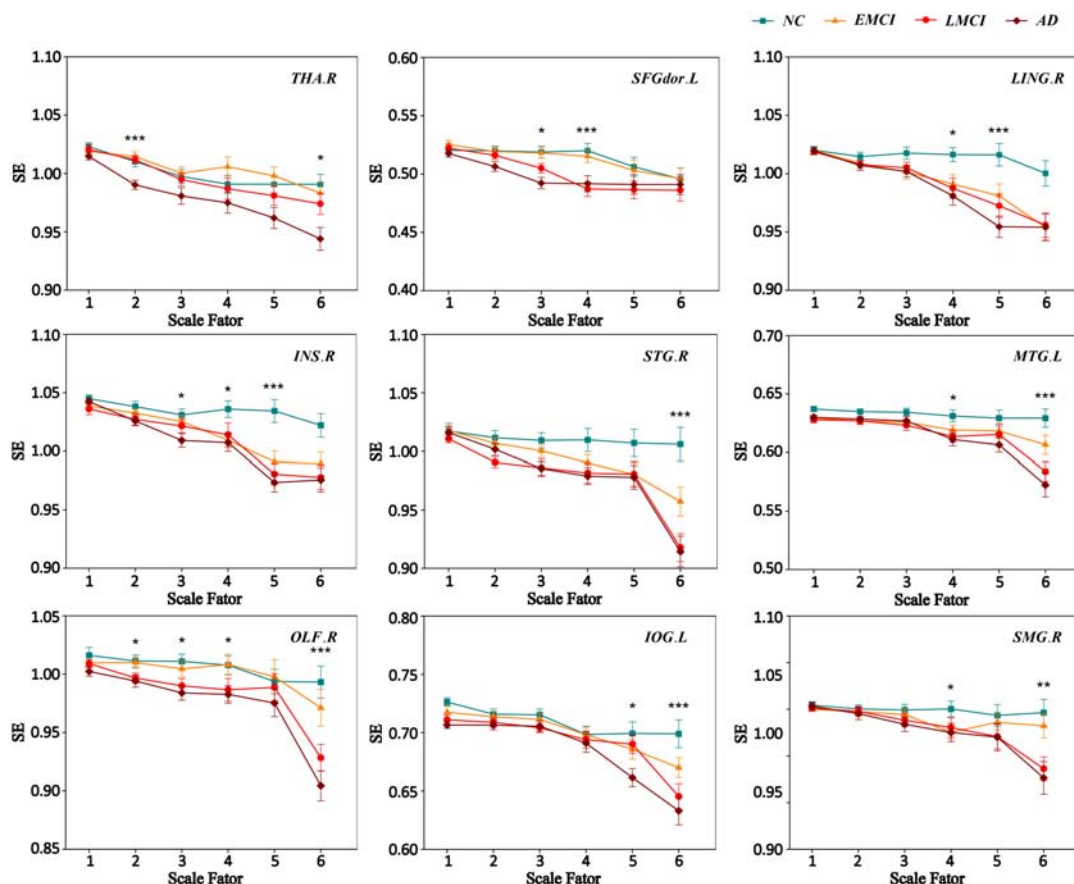 NC EMCI LMCI AD
1.10 1.05 1.00 0.95 0.90
SE
THA.R
*** *
1 2 3 4 5 6
Scale Fator
0.60 0.55 0.50 0.45 0.40
SE
SFGdor.L
* ***
1 2 3 4 5 6
Scale Fator
1.10 1.05 1.00 0.95 0.90
SE
LING.R
* ***
1 2 3 4 5 6
Scale Fator
1.10 1.05 1.00 0.95 0.90
SE
INS.R
* * ***
1 2 3 4 5 6
Scale Fator
1.10 1.05 1.00 0.95 0.90
SE
STG.R
***
1 2 3 4 5 6
Scale Fator
0.70 0.65 0.60 0.55 0.50
SE
MTG.L
* ***
1 2 3 4 5 6
Scale Fator
1.05 1.00 0.95 0.90 0.85
SE
OLF.R
* * * ***
1 2 3 4 5 6
Scale Fator
0.80 0.70 0.65 0.60
SE
IOG.L
* ***
1 2 3 4 5 6
Scale Fator
1.10 1.05 1.00 0.95 0.90
SE
SMG.R
* **
1 2 3 4 5 6
Scale Fator